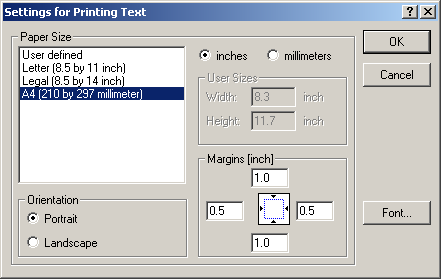 Settings for Printing Text
Paper Size
User defined
Letter (8.5 by 11 inch)
Legal (8.5 by 14 inch)
A4 (210 by 297 millimeter)
inches
millimeters
User Sizes
Width:
8.3
inch
Height:
11.7
inch
Margins [inch]
1.0
0.5
0.5
1.0
Orientation
Portrait
Landscape
OK
Cancel
Font...